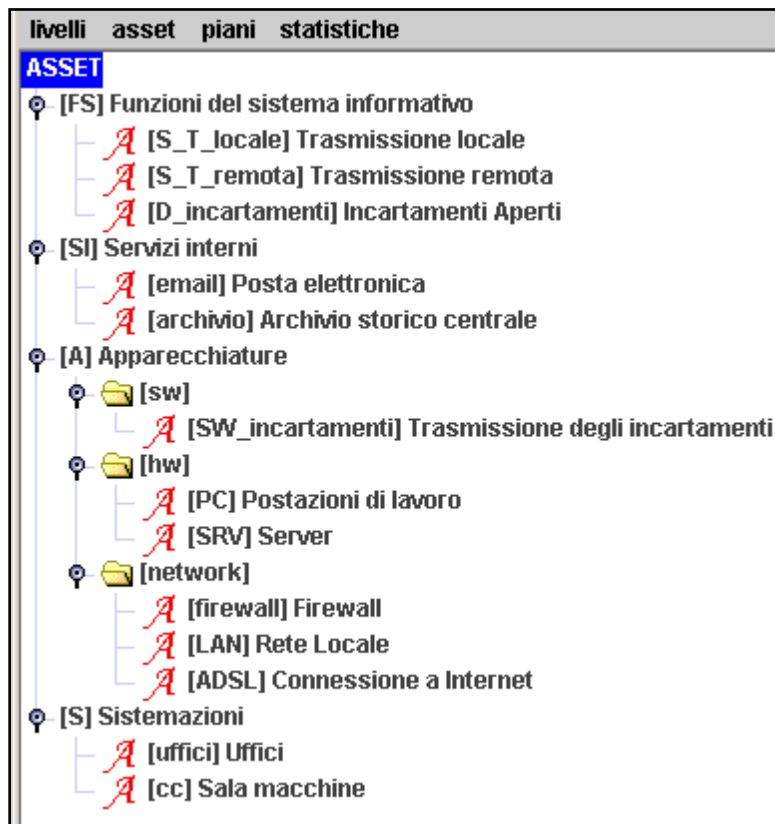 livelli asset piani statistiche
ASSET
[FS] Funzioni del sistema informativo
[S_T_locale] Trasmissione locale
[S_T_remota] Trasmissione remota
[D_incartamenti] Incartamenti Aperti
[SI] Servizi interni
[email] Posta elettronica
[archivio] Archivio storico centrale
[A] Apparecchiature
[sw]
[SW_incartamenti] Trasmissione degli incartamenti
[hw]
[PC] Postazioni di lavoro
[SRV] Server
[network]
[firewall] Firewall
[LAN] Rete Locale
[ADSL] Connessione a Internet
[S] Sistemazioni
[uffici] Uffici
[cc] Sala macchine